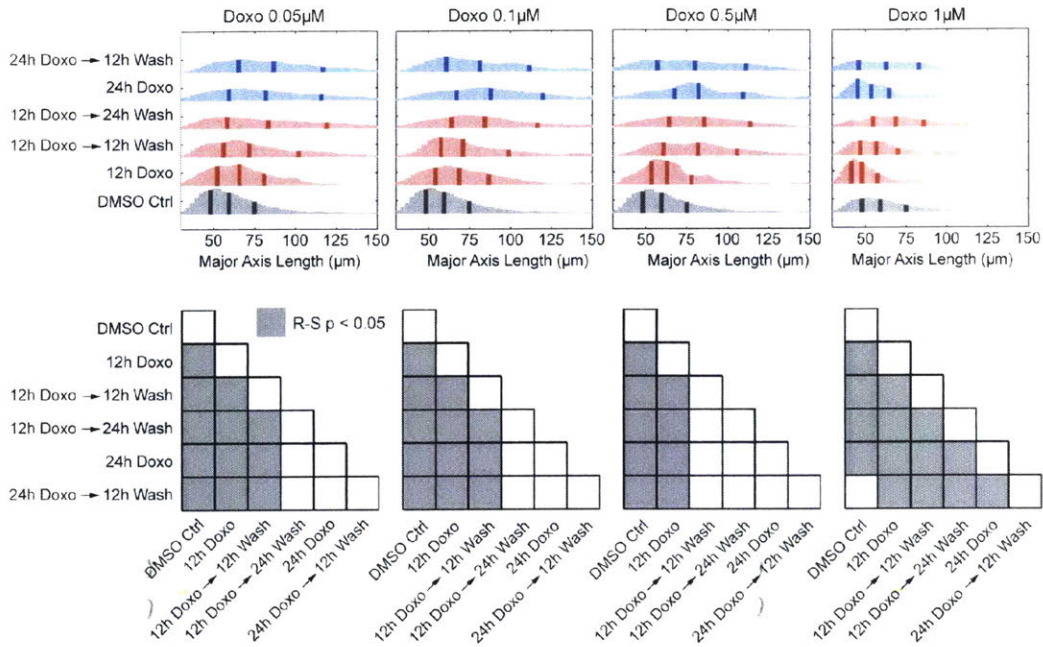 Doxo 0.05µM Doxo 0.1µM Doxo 0.5µM Doxo 1µM
24h Doxo → 12h Wash
24h Doxo
12h Doxo → 24h Wash
12h Doxo → 12h Wash
12h Doxo
DMSO Ctrl
50 75 100 125 150 50 75 100 125 150 50 75 100 125 150 50 75 100 125 150
Major Axis Length (µm) Major Axis Length (µm) Major Axis Length (µm) Major Axis Length (µm)
R-S p < 0.05
DMSO Ctrl
12h Doxo
12h Doxo → 12h Wash
12h Doxo → 24h Wash
24h Doxo
24h Doxo → 12h Wash
DMSO Ctrl
12h Doxo
12h Doxo → 12h Wash
12h Doxo → 24h Wash
24h Doxo
24h Doxo → 12h Wash
DMSO Ctrl
12h Doxo
12h Doxo → 12h Wash
12h Doxo → 24h Wash
24h Doxo
24h Doxo → 12h Wash
DMSO Ctrl
12h Doxo
12h Doxo → 12h Wash
12h Doxo → 24h Wash
24h Doxo
24h Doxo → 12h Wash
DMSO Ctrl
12h Doxo
12h Doxo → 12h Wash
12h Doxo → 24h Wash
24h Doxo
24h Doxo → 12h Wash